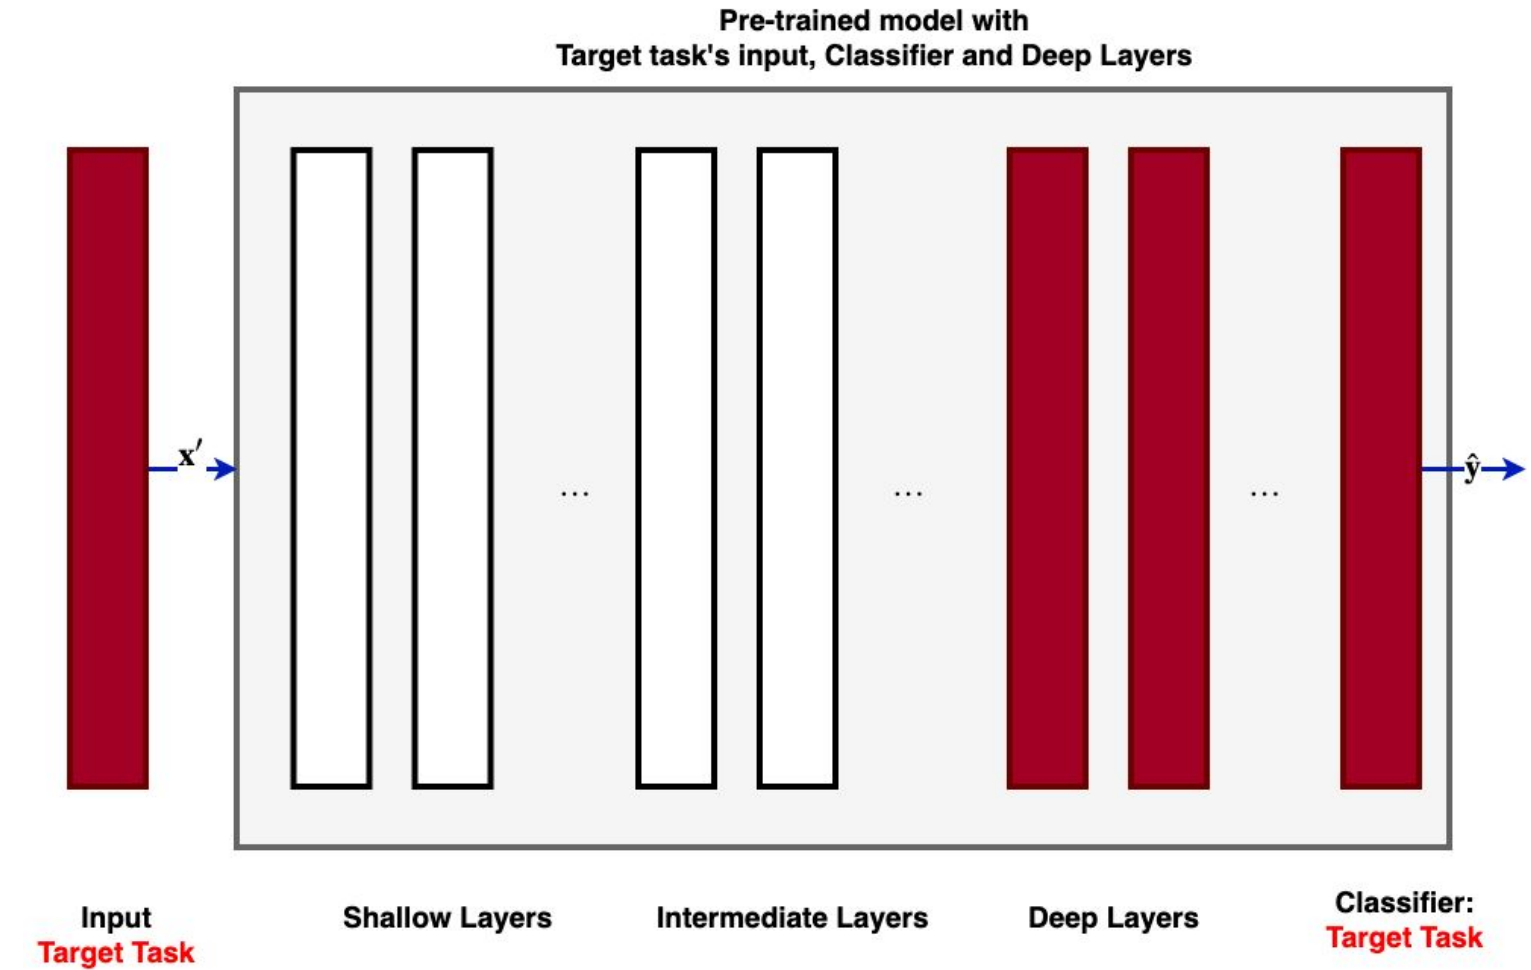 Pre-trained model with
Target task's input, Classifier and Deep Layers
x′
...
...
...
ŷ
Input
Target Task
Shallow Layers
Intermediate Layers
Deep Layers
Classifier:
Target Task